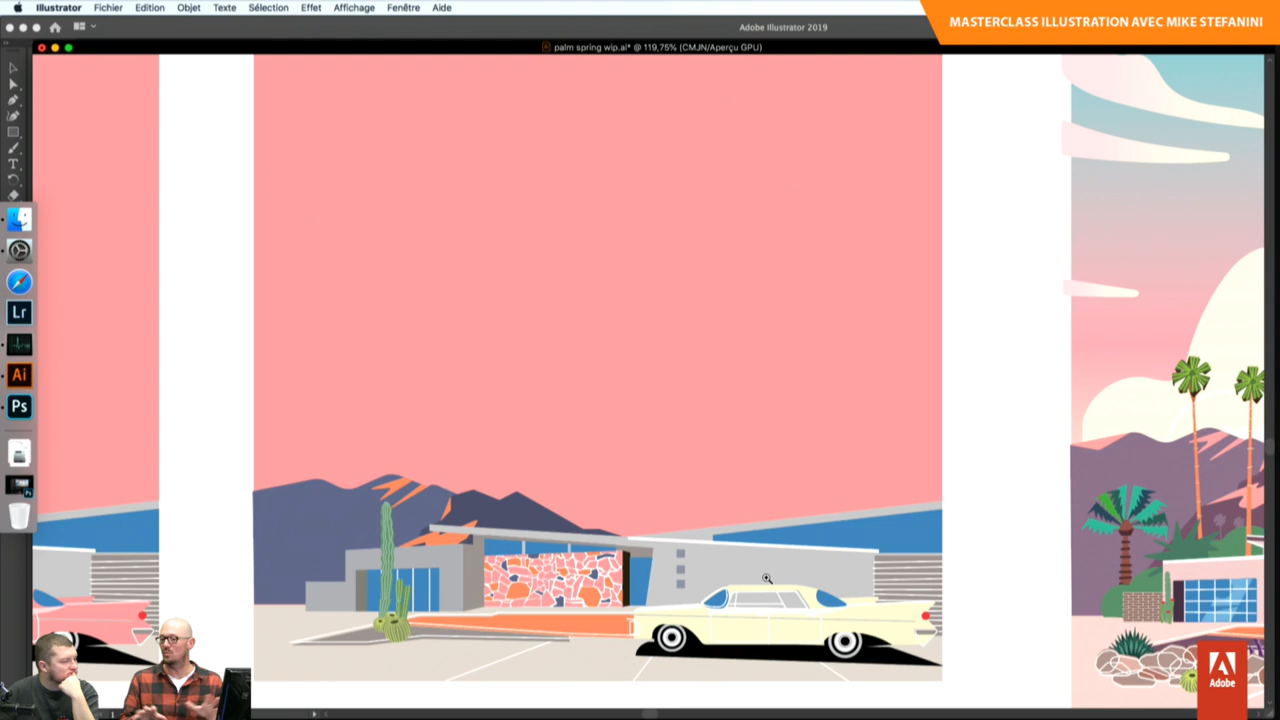 Illustrator Fichier Edition Objet Texte Sélection Effet Affichage Fenêtre Aide
MASTERCLASS ILLUSTRATION AVEC MIKE STEFANINI
Adobe Illustrator 2019
palm spring wip.ai* @ 119,75% (CMJN/Aperçu GPU)
T
Lr
Ai
Ps
Adobe
1